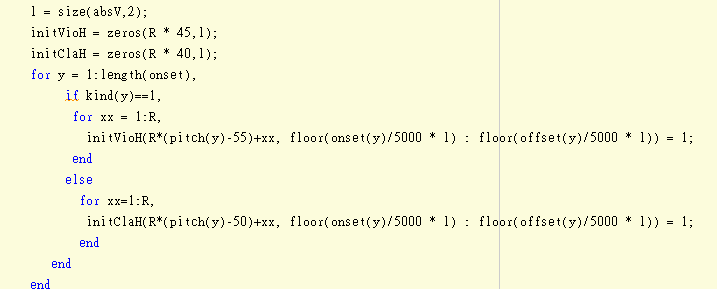 l = size(absV,2);
initVioH = zeros(R * 45,l);
initClaH = zeros(R * 40,l);
for y = 1:length(onset),
if kind(y)==1,
for xx = 1:R,
initVioH(R*(pitch(y)-55)+xx, floor(onset(y)/5000 * l) : floor(offset(y)/5000 * l)) = 1;
end
else
for xx=1:R,
initClaH(R*(pitch(y)-50)+xx, floor(onset(y)/5000 * l) : floor(offset(y)/5000 * l)) = 1;
end
end
end